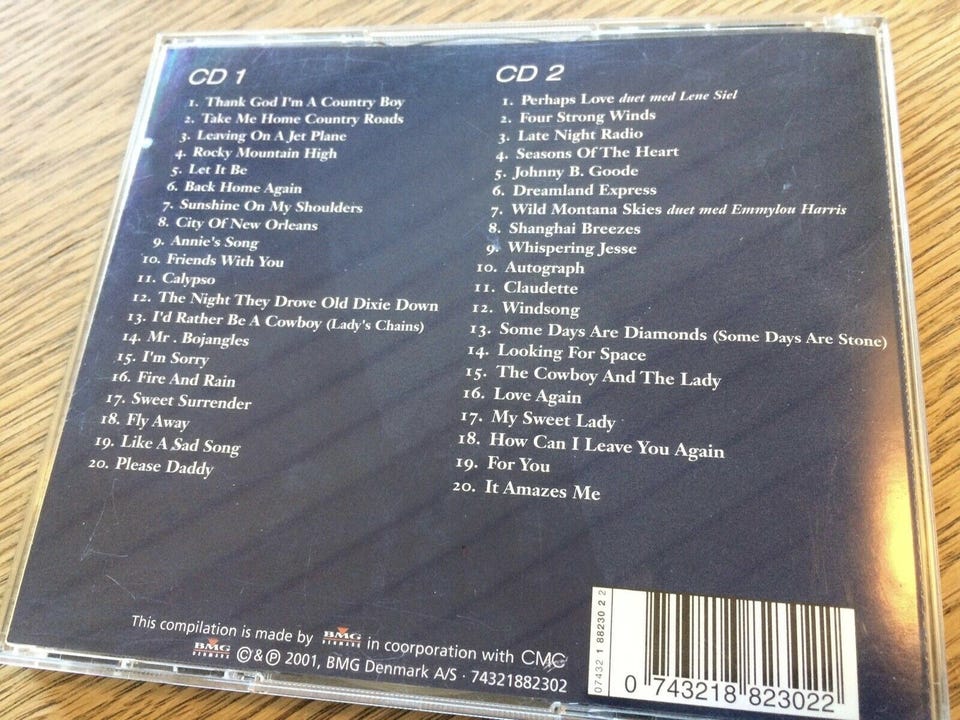 CD 1
1. Thank God I'm A Country Boy
2. Take Me Home Country Roads
3. Leaving On A Jet Plane
4. Rocky Mountain High
5. Let It Be
6. Back Home Again
7. Sunshine On My Shoulders
8. City Of New Orleans
9. Annie's Song
10. Friends With You
11. Calypso
12. The Night They Drove Old Dixie Down
13. I'd Rather Be A Cowboy (Lady's Chains)
14. Mr . Bojangles
15. I'm Sorry
16. Fire And Rain
17. Sweet Surrender
18. Fly Away
19. Like A Sad Song
20. Please Daddy
CD 2
1. Perhaps Love duet med Lene Siel
2. Four Strong Winds
3. Late Night Radio
4. Seasons Of The Heart
5. Johnny B. Goode
6. Dreamland Express
7. Wild Montana Skies duet med Emmylou Harris
8. Shanghai Breezes
9. Whispering Jesse
10. Autograph
11. Claudette
12. Windsong
13. Some Days Are Diamonds (Some Days Are Stone)
14. Looking For Space
15. The Cowboy And The Lady
16. Love Again
17. My Sweet Lady
18. How Can I Leave You Again
19. For You
20. It Amazes Me
This compilation is made by BMG DENMARK in coorporation with CMC
BMG DENMARK ©&℗ 2001, BMG Denmark A/S · 74321882302
07432 1 88230 2 2
0 743218 823022